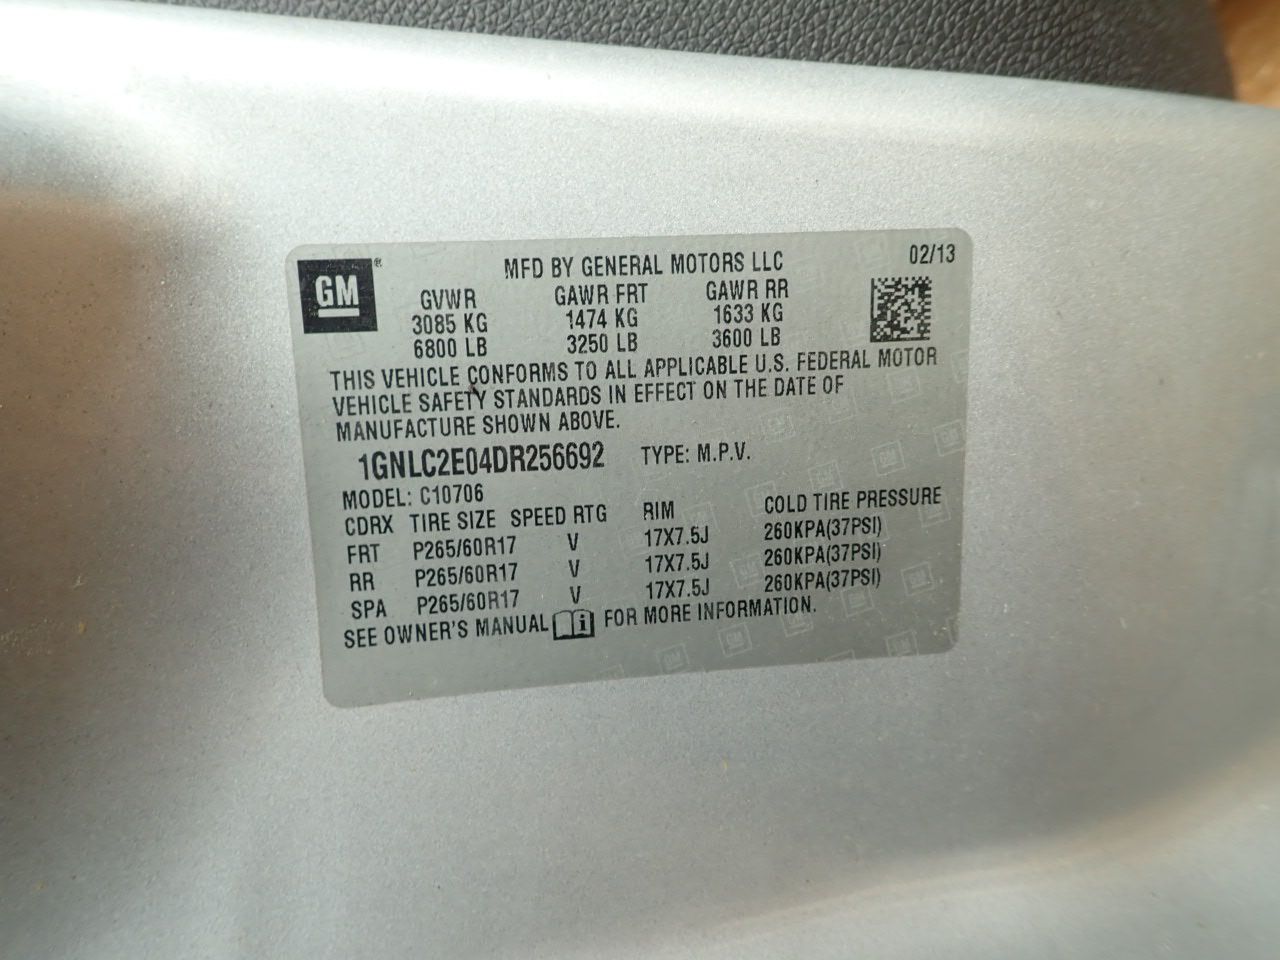 GM ®
MFD BY GENERAL MOTORS LLC 02/13
GVWR GAWR FRT GAWR RR
3085 KG 1474 KG 1633 KG
6800 LB 3250 LB 3600 LB
THIS VEHICLE CONFORMS TO ALL APPLICABLE U.S. FEDERAL MOTOR
VEHICLE SAFETY STANDARDS IN EFFECT ON THE DATE OF
MANUFACTURE SHOWN ABOVE.
1GNLC2E04DR256692 TYPE: M.P.V.
MODEL: C10706
CDRX TIRE SIZE SPEED RTG RIM COLD TIRE PRESSURE
FRT P265/60R17 V 17X7.5J 260KPA(37PSI)
RR P265/60R17 V 17X7.5J 260KPA(37PSI)
SPA P265/60R17 V 17X7.5J 260KPA(37PSI)
SEE OWNER'S MANUAL i FOR MORE INFORMATION.